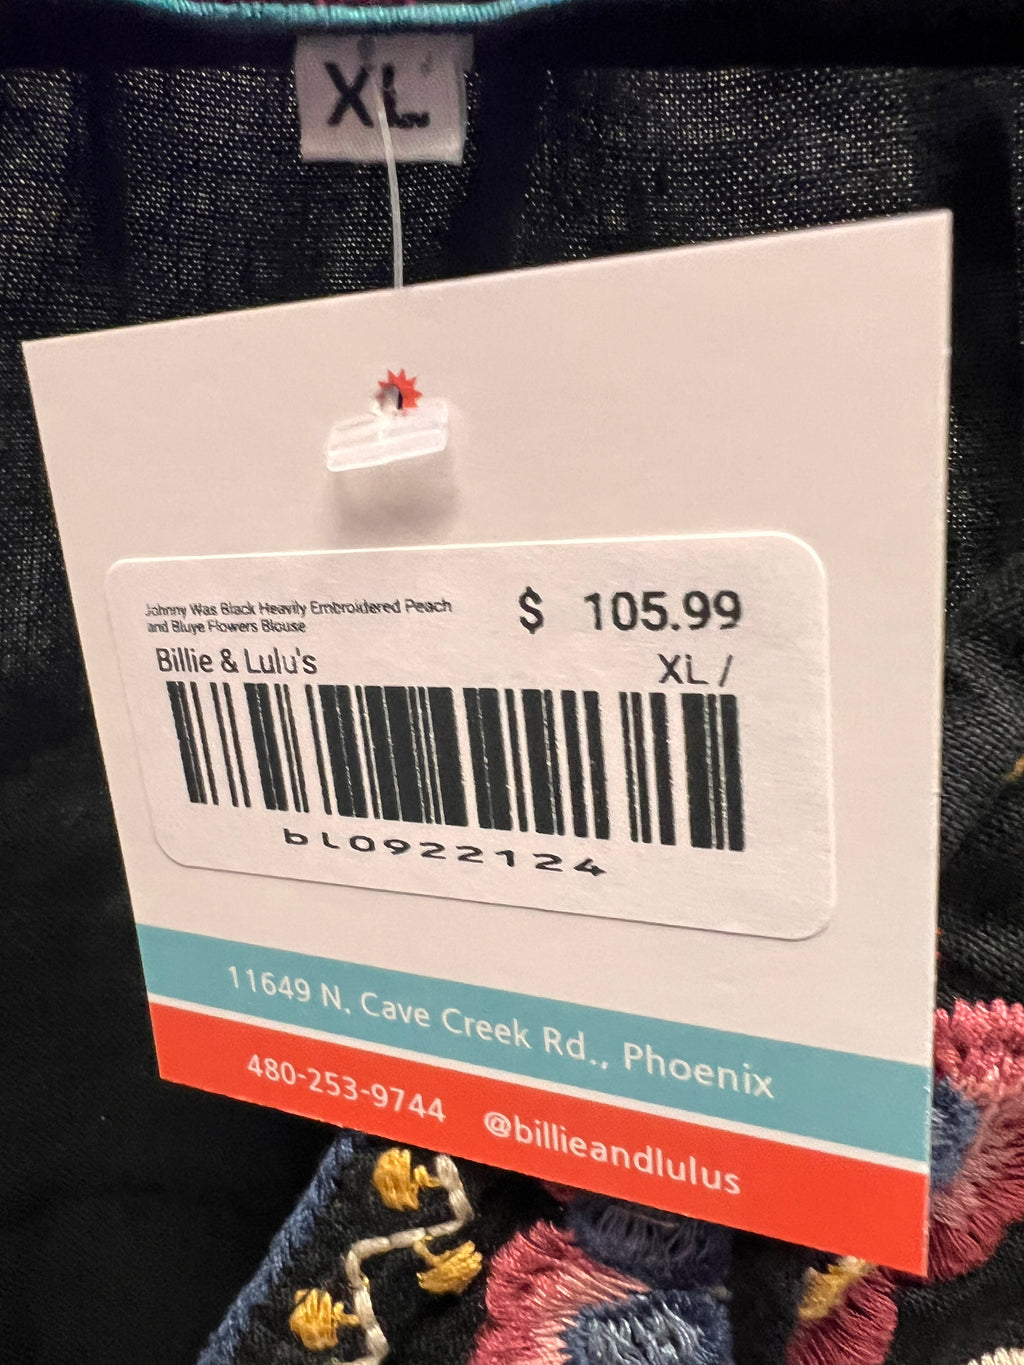 XL
Johnny Was Black Heavily Embroidered Peach
and Bluye Flowers Blouse
$ 105.99
Billie & Lulu's
XL /
bL0922124
11649 N. Cave Creek Rd., Phoenix
480-253-9744 @billieandlulus